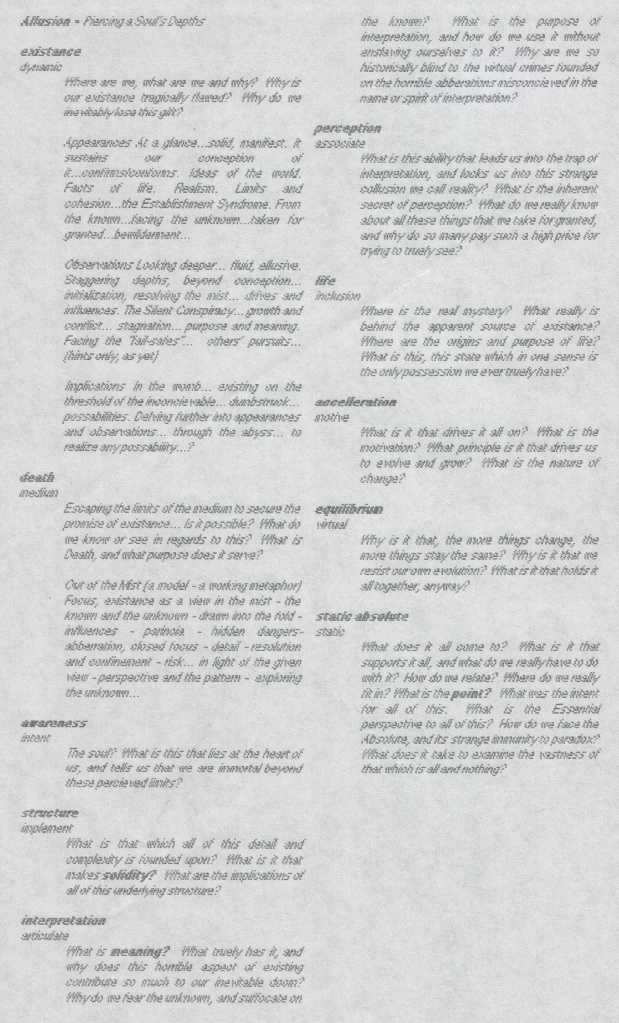 Allusion - Piercing a Soul's Depths
existance
dynamic
Where are we, what are we and why? Why is
our existance tragically flawed? Why do we
inevitably lose this gift?
Appearances At a glance...solid, manifest. It
sustains our conception of
it...confirms/conforms. Ideas of the world.
Facts of life. Realism. Limits and
cohesion...the Establishment Syndrome. From
the known...facing the unknown...taken for
granted...bewilderment...
Observations Looking deeper... fluid, ellusive.
Staggering depths, beyond conception...
initialization, resolving the mist... drives and
influences. The Silent Conspiracy... growth and
conflict... stagnation... purpose and meaning.
Facing the "fail-safes"... others' pursuits...
(hints only, as yet)
Implications In the womb... existing on the
threshold of the inconcievable... dumbstruck...
possabilities. Delving further into appearances
and observations... through the abyss... to
realize any possability...?
death
medium
Escaping the limits of the medium to secure the
promise of existance... Is it possible? What do
we know or see in regards to this? What is
Death, and what purpose does it serve?
Out of the Mist (a model - a working metaphor)
Focus, existance as a view in the mist - the
known and the unknown - drawn into the fold -
influences - parinoia - hidden dangers-
abberration, closed focus - detail - resolution
and confinement - risk... in light of the given
view - perspective and the pattern - exploring
the unknown...
awareness
intent
The soul? What is this that lies at the heart of
us, and tells us that we are immortal beyond
these percieved limits?
structure
implement
What is that which all of this detail and
complexity is founded upon? What is it that
makes solidity? What are the implications of
all of this underlying structure?
interpretation
articulate
What is meaning? What truely has it, and
why does this horrible aspect of existing
contribute so much to our inevitable doom?
Why do we fear the unknown, and suffocate on
the known? What is the purpose of
interpretation, and how do we use it without
enslaving ourselves to it? Why are we so
historically blind to the virtual crimes founded
on the horrible abberations misconcieved in the
name or spirit of interpretation?
perception
associate
What is this ability that leads us into the trap of
interpretation, and locks us into this strange
collusion we call reality? What is the inherent
secret of perception? What do we really know
about all these things that we take for granted,
and why do so many pay such a high price for
trying to truely see?
life
inclusion
Where is the real mystery? What really is
behind the apparent source of existance?
Where are the origins and purpose of life?
What is this, this state which in one sense is
the only possession we ever truely have?
accelleration
motive
What is it that drives it all on? What is the
motivation? What principle is it that drives us
to evolve and grow? What is the nature of
change?
equilibriun
virtual
Why is it that, the more things change, the
more things stay the same? Why is it that we
resist our own evolution? What is it that holds it
all together, anyway?
static absolute
static
What does it all come to? What is it that
supports it all, and what do we really have to do
with it? How do we relate? Where do we really
fit in? What is the point? What was the intent
for all of this. What is the Essential
perspective to all of this? How do we face the
Absolute, and its strange immunity to paradox?
What does it take to examine the vastness of
that which is all and nothing?